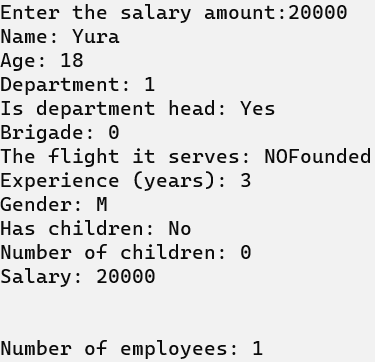 Enter the salary amount:20000
Name: Yura
Age: 18
Department: 1
Is department head: Yes
Brigade: 0
The flight it serves: NOFounded
Experience (years): 3
Gender: M
Has children: No
Number of children: 0
Salary: 20000
Number of employees: 1